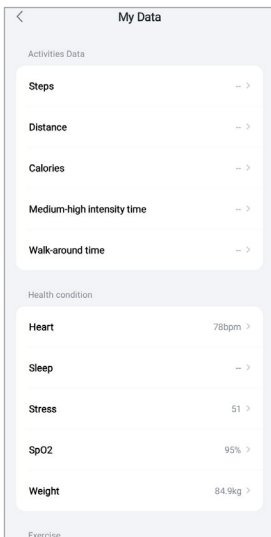 My Data
Activities Data
Steps --
Distance --
Calories --
Medium-high intensity time --
Walk-around time --
Health condition
Heart 78bpm
Sleep --
Stress 51
SpO2 95%
Weight 84.9kg
Exercise